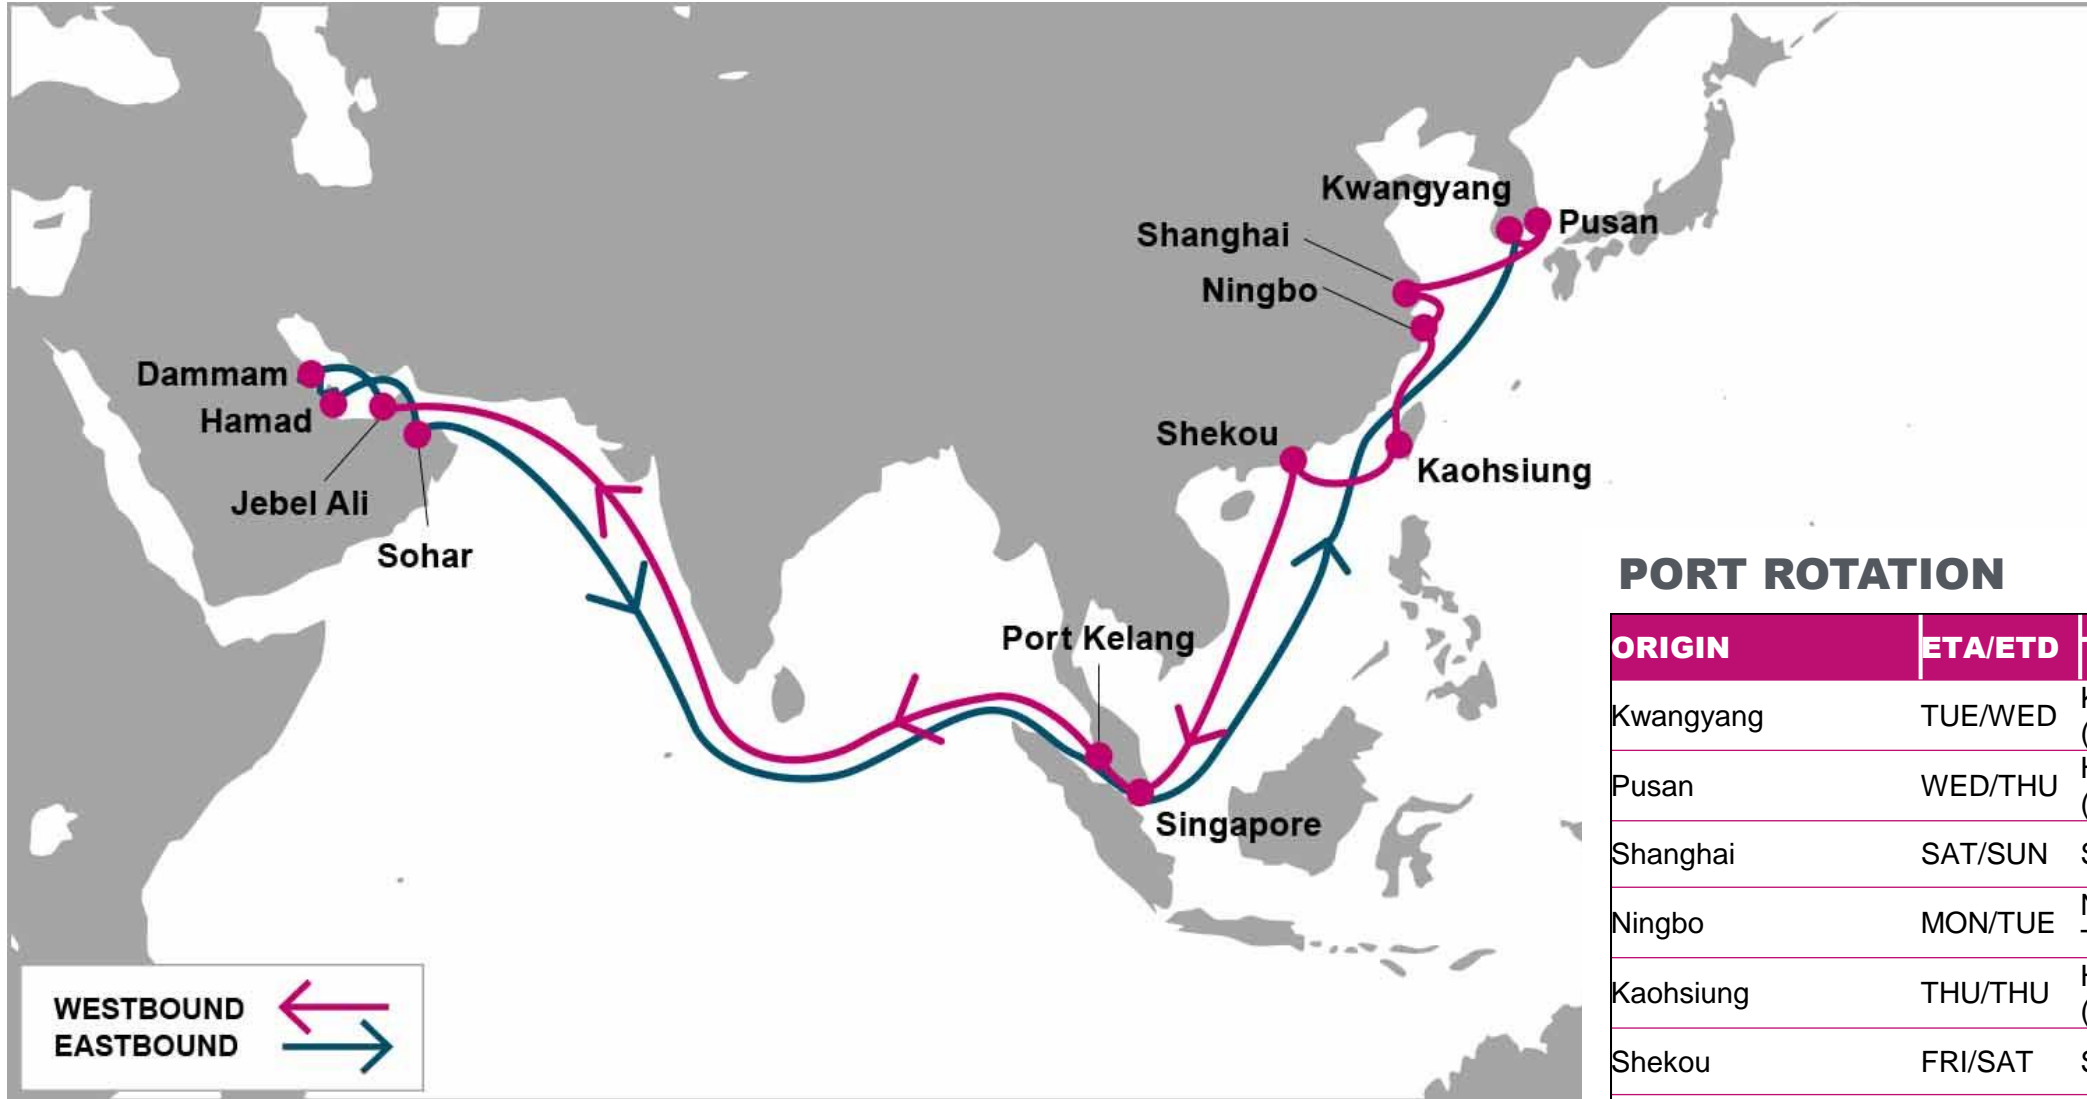 Kwangyang
Pusan
Shanghai
Ningbo
Dammam
Hamad
Jebel Ali
Sohar
Shekou
Kaohsiung
Port Kelang
Singapore
WESTBOUND
EASTBOUND
PORT ROTATION
ORIGIN ETA/ETD
Kwangyang TUE/WED
Pusan WED/THU
Shanghai SAT/SUN
Ningbo MON/TUE
Kaohsiung THU/THU
Shekou FRI/SAT